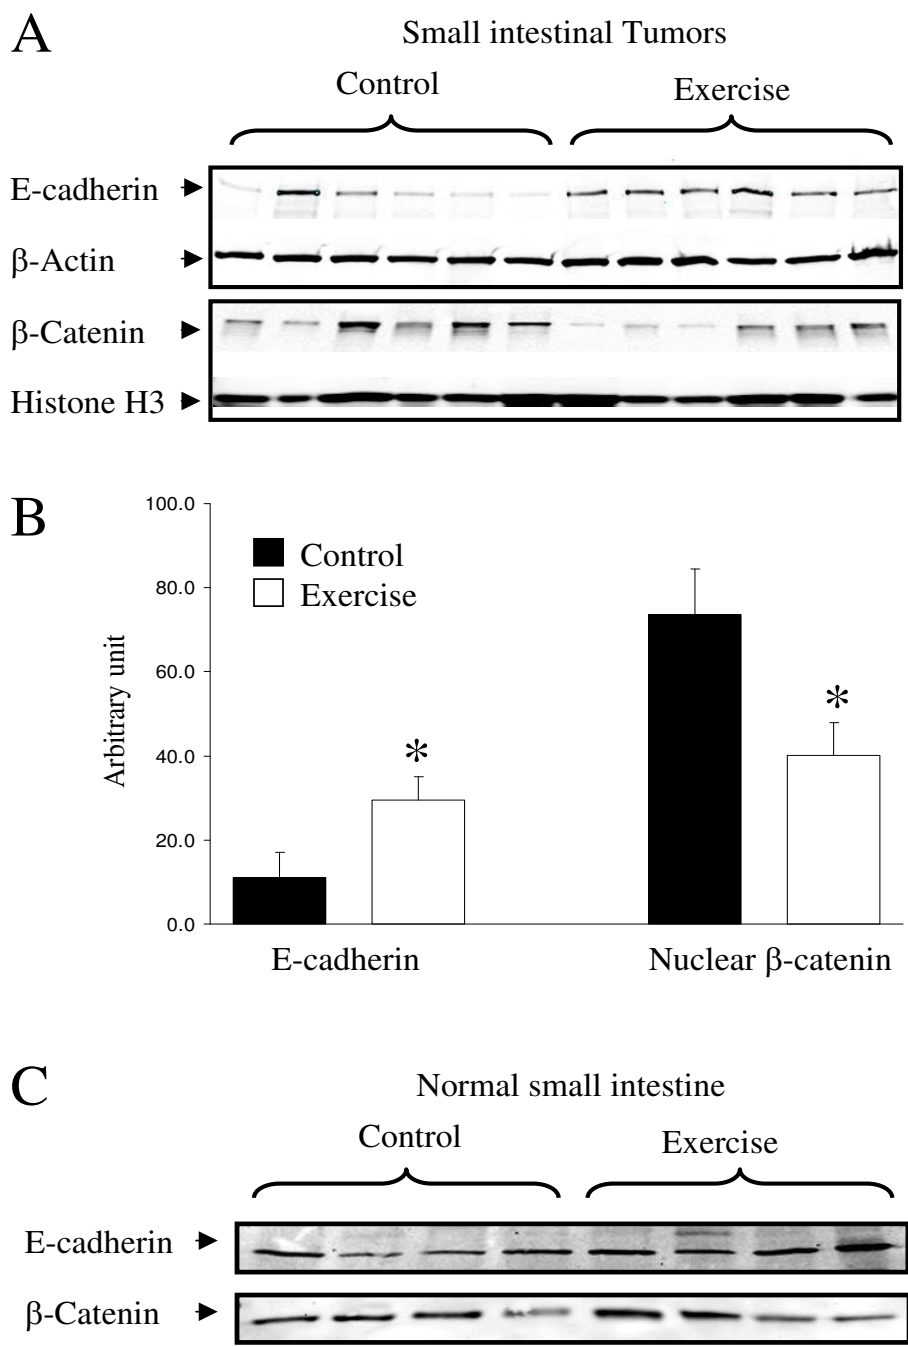 A
Small intestinal Tumors
Control
Exercise
E-cadherin
β-Actin
β-Catenin
Histone H3
B
100.0
80.0
60.0
40.0
20.0
0.0
Arbitrary unit
Control
Exercise
*
*
E-cadherin
Nuclear β-catenin
C
Normal small intestine
Control
Exercise
E-cadherin
β-Catenin